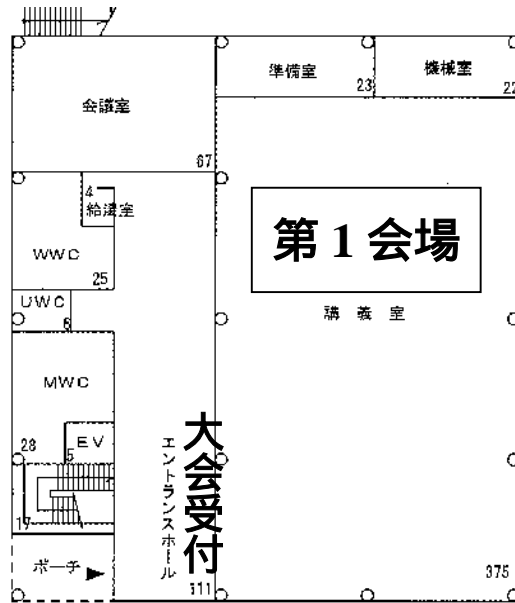 準備室
機械室
23
22
会議室
67
4
給湯室
第1会場
WWC
25
UWC
6
講義室
MWC
大会受付
エントランスホール
EV
28
5
17
ポーチ
375